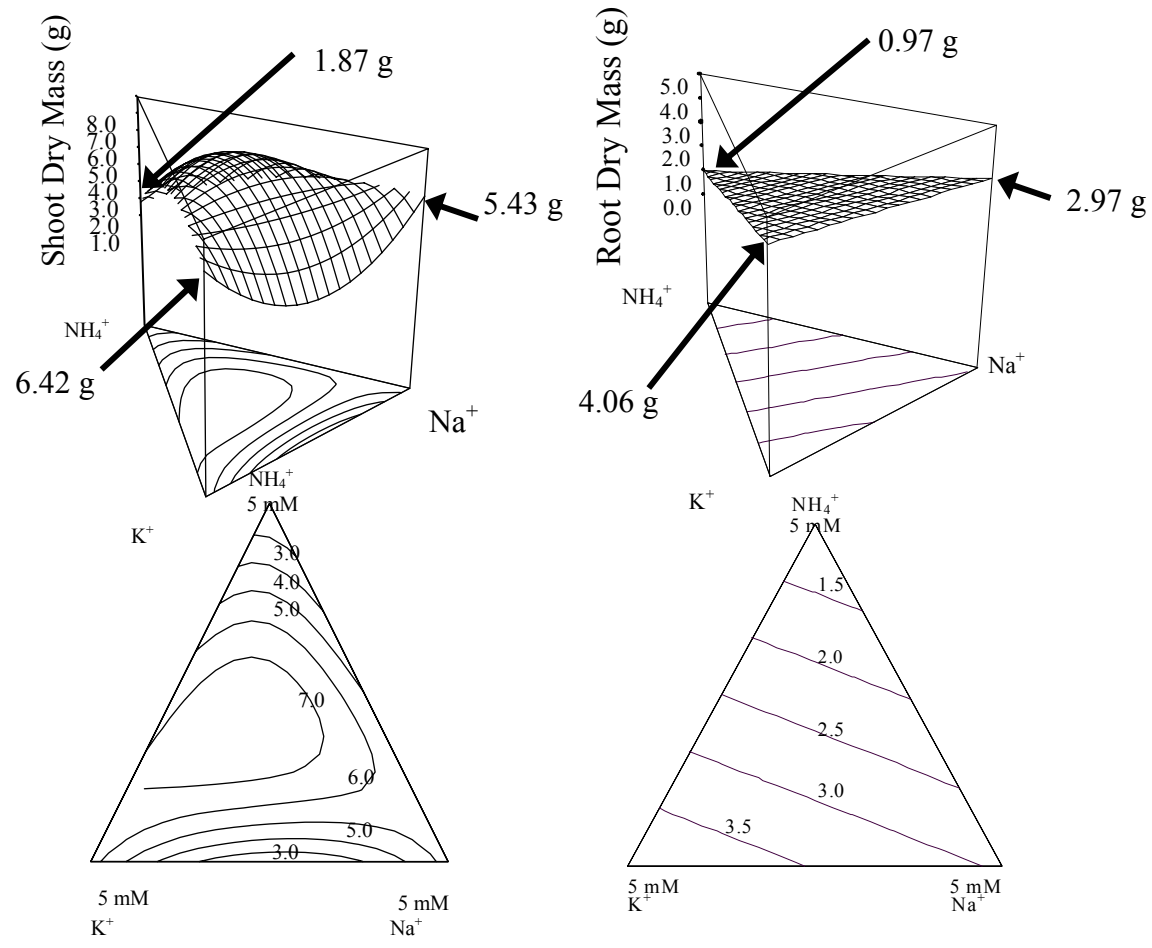 Shoot Dry Mass (g)
1.87 g
8.0
7.0
6.0
5.0
4.0
3.0
2.0
1.0
5.43 g
NH₄⁺
6.42 g
Na⁺
K⁺
Root Dry Mass (g)
0.97 g
5.0
4.0
3.0
2.0
1.0
0.0
2.97 g
NH₄⁺
Na⁺
4.06 g
K⁺
NH₄⁺
5 mM
3.0
4.0
5.0
7.0
6.0
5.0
3.0
5 mM
K⁺
5 mM
Na⁺
NH₄⁺
5 mM
1.5
2.0
2.5
3.0
3.5
5 mM
K⁺
5 mM
Na⁺